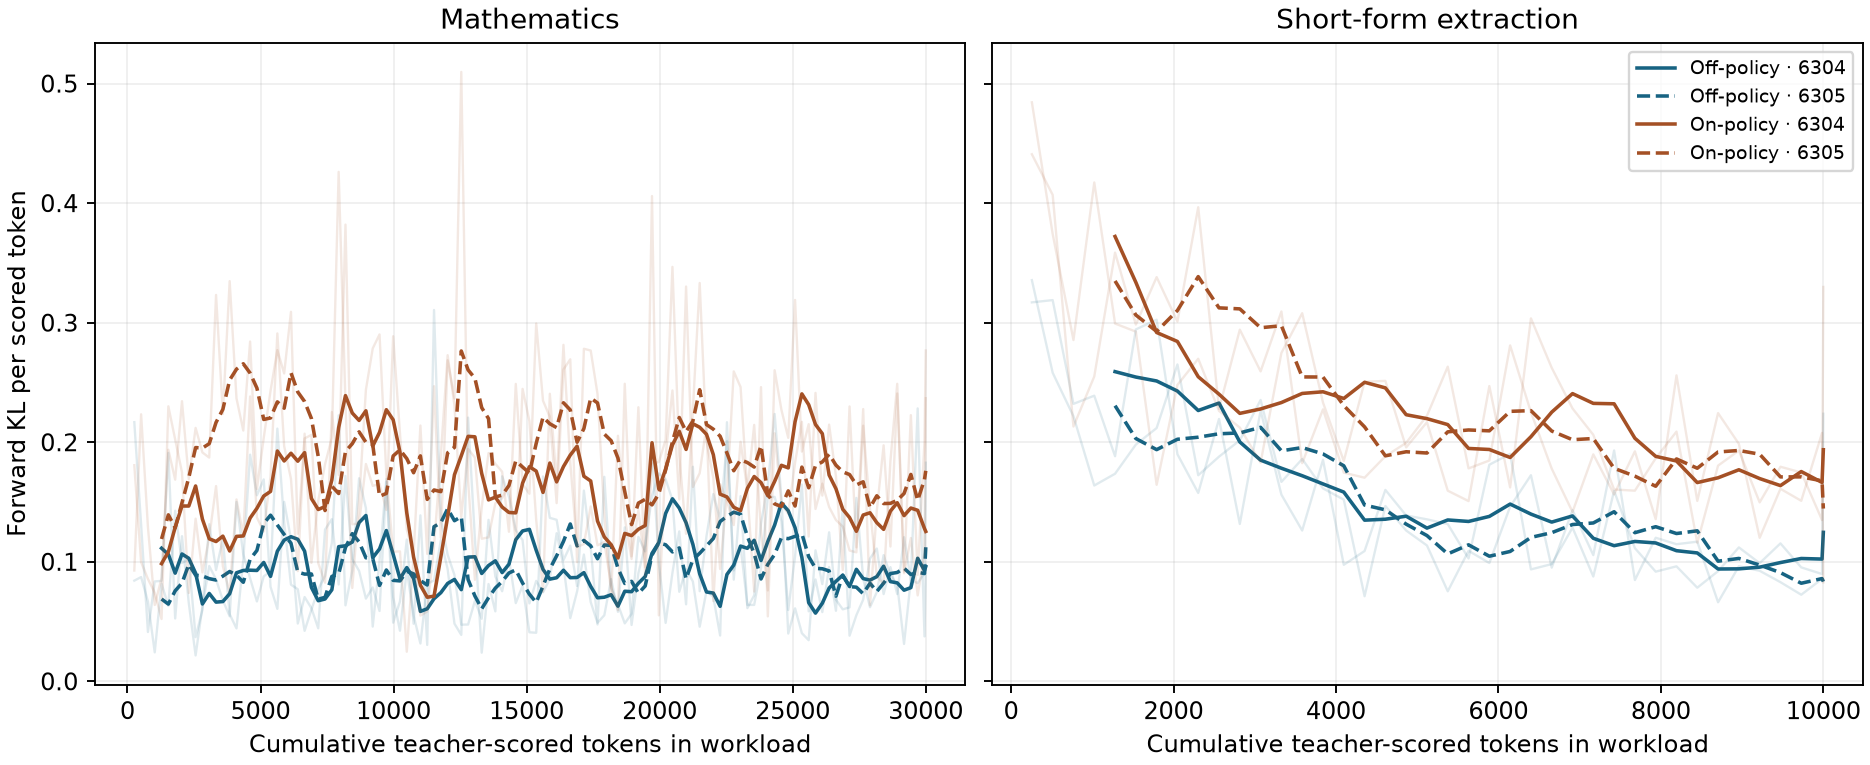 Mathematics
Short-form extraction
Forward KL per scored token
0.5
0.4
0.3
0.2
0.1
0.0
0
5000
10000
15000
20000
25000
30000
Cumulative teacher-scored tokens in workload
Off-policy · 6304
Off-policy · 6305
On-policy · 6304
On-policy · 6305
0
2000
4000
6000
8000
10000
Cumulative teacher-scored tokens in workload